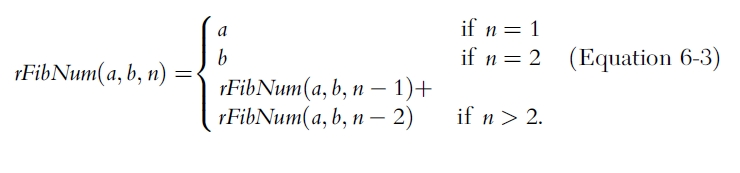 a if n = 1
b if n = 2 (Equation 6-3)
rFibNum(a, b, n) =
rFibNum(a, b, n − 1)+
rFibNum(a, b, n − 2) if n > 2.